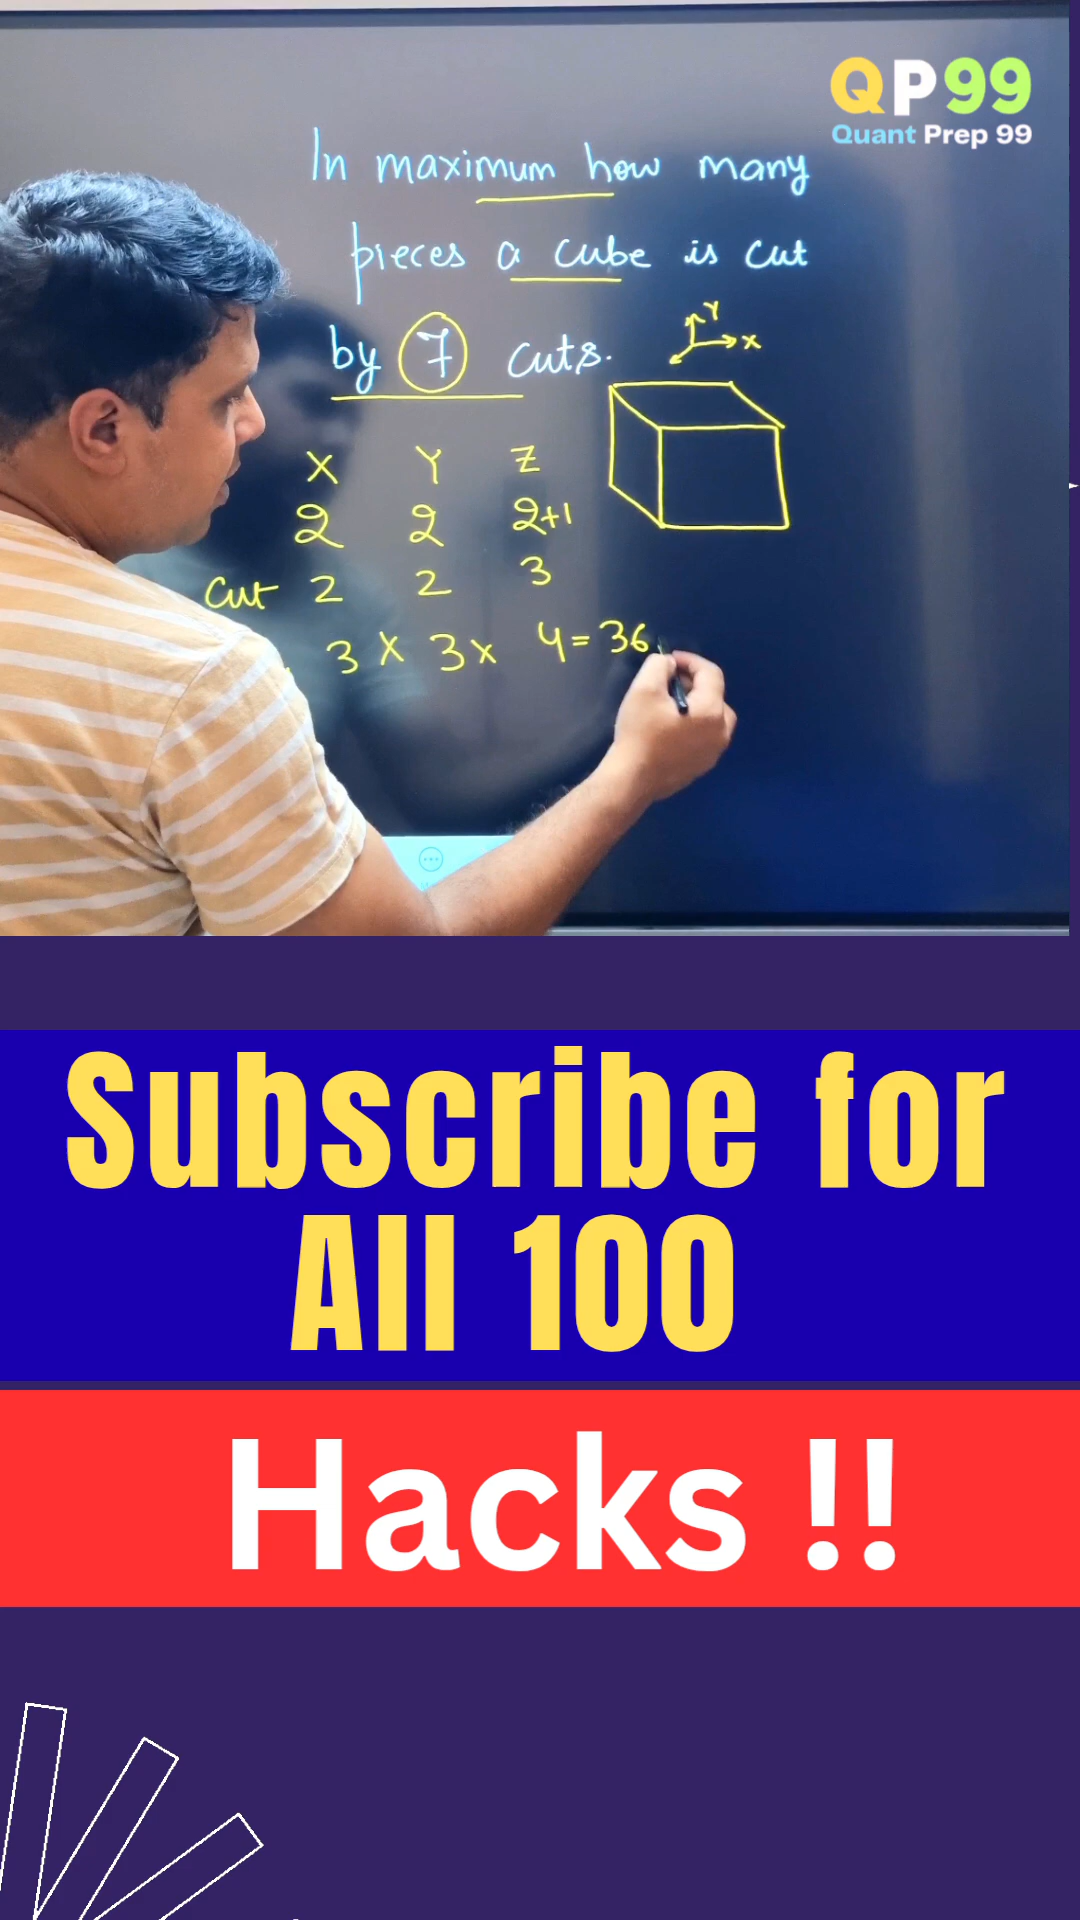 QP99
Quant Prep 99
In maximum how many
pieces a cube is cut
by 7 cuts.
Y
X
X Y Z
2 2 2+1
Cut 2 2 3
3 x 3 x 4 = 36
Subscribe for
All 100
Hacks !!